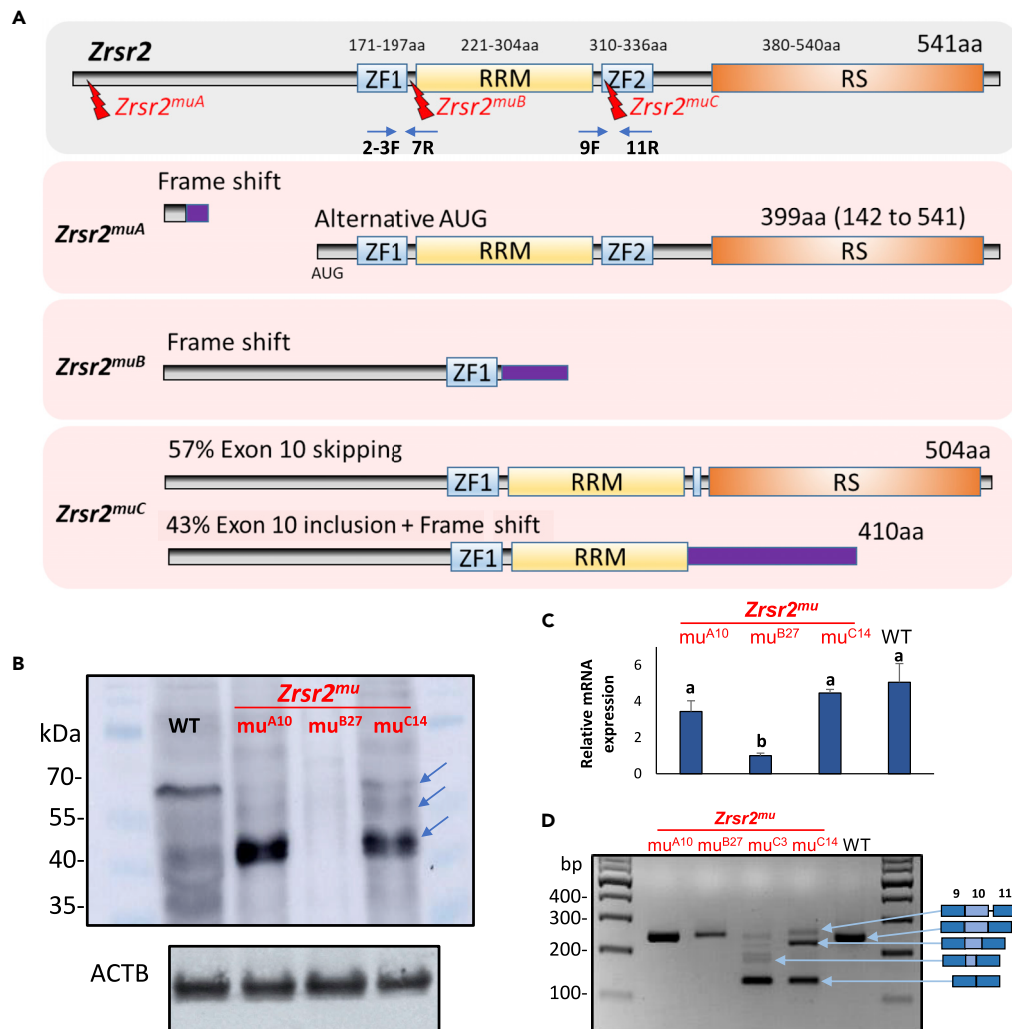 A
Zrsr2
171-197aa 221-304aa 310-336aa 380-540aa 541aa
ZF1 RRM ZF2 RS
Zrsr2muA Zrsr2muB Zrsr2muC
2-3F 7R 9F 11R
Frame shift
Zrsr2muA
Alternative AUG 399aa (142 to 541)
ZF1 RRM ZF2 RS
AUG
Frame shift
Zrsr2muB
ZF1
57% Exon 10 skipping 504aa
ZF1 RRM RS
Zrsr2muC
43% Exon 10 inclusion + Frame shift 410aa
ZF1 RRM
B
Zrsr2mu
WT muA10 muB27 muC14
kDa
70-
55-
40-
35-
ACTB
C
Zrsr2mu
muA10 muB27 muC14 WT
Relative mRNA
expression
6
4
2
0
a b a a
D
Zrsr2mu
muA10 muB27 muC3 muC14 WT
bp
400-
300-
200-
100-
9 10 11